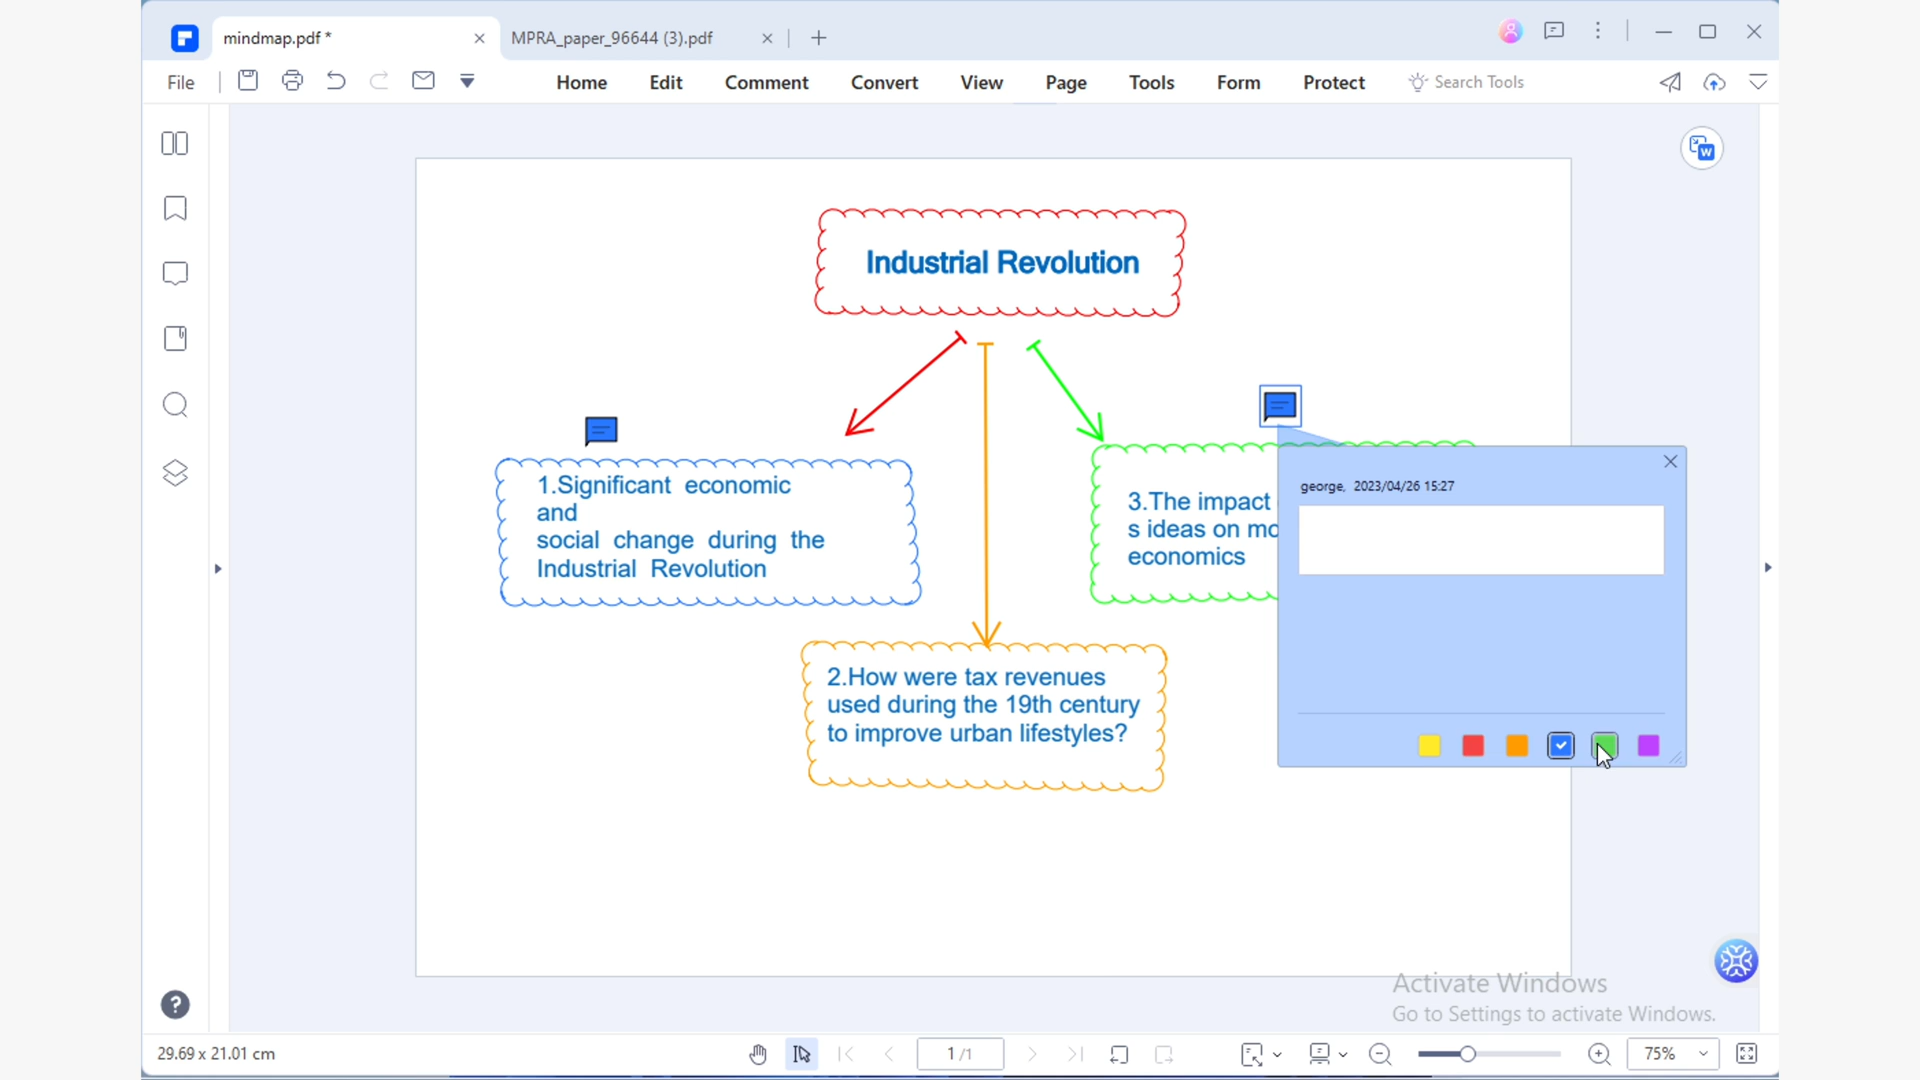 mindmap.pdf *
MPRA_paper_96644 (3).pdf
File
Home
Edit
Comment
Convert
View
Page
Tools
Form
Protect
Search Tools
W
Industrial Revolution
1.Significant economic
and
social change during the
Industrial Revolution
3.The impact
s ideas on mo
economics
george, 2023/04/26 15:27
2.How were tax revenues
used during the 19th century
to improve urban lifestyles?
Activate Windows
Go to Settings to activate Windows.
?
29.69 x 21.01 cm
1 /1
75%